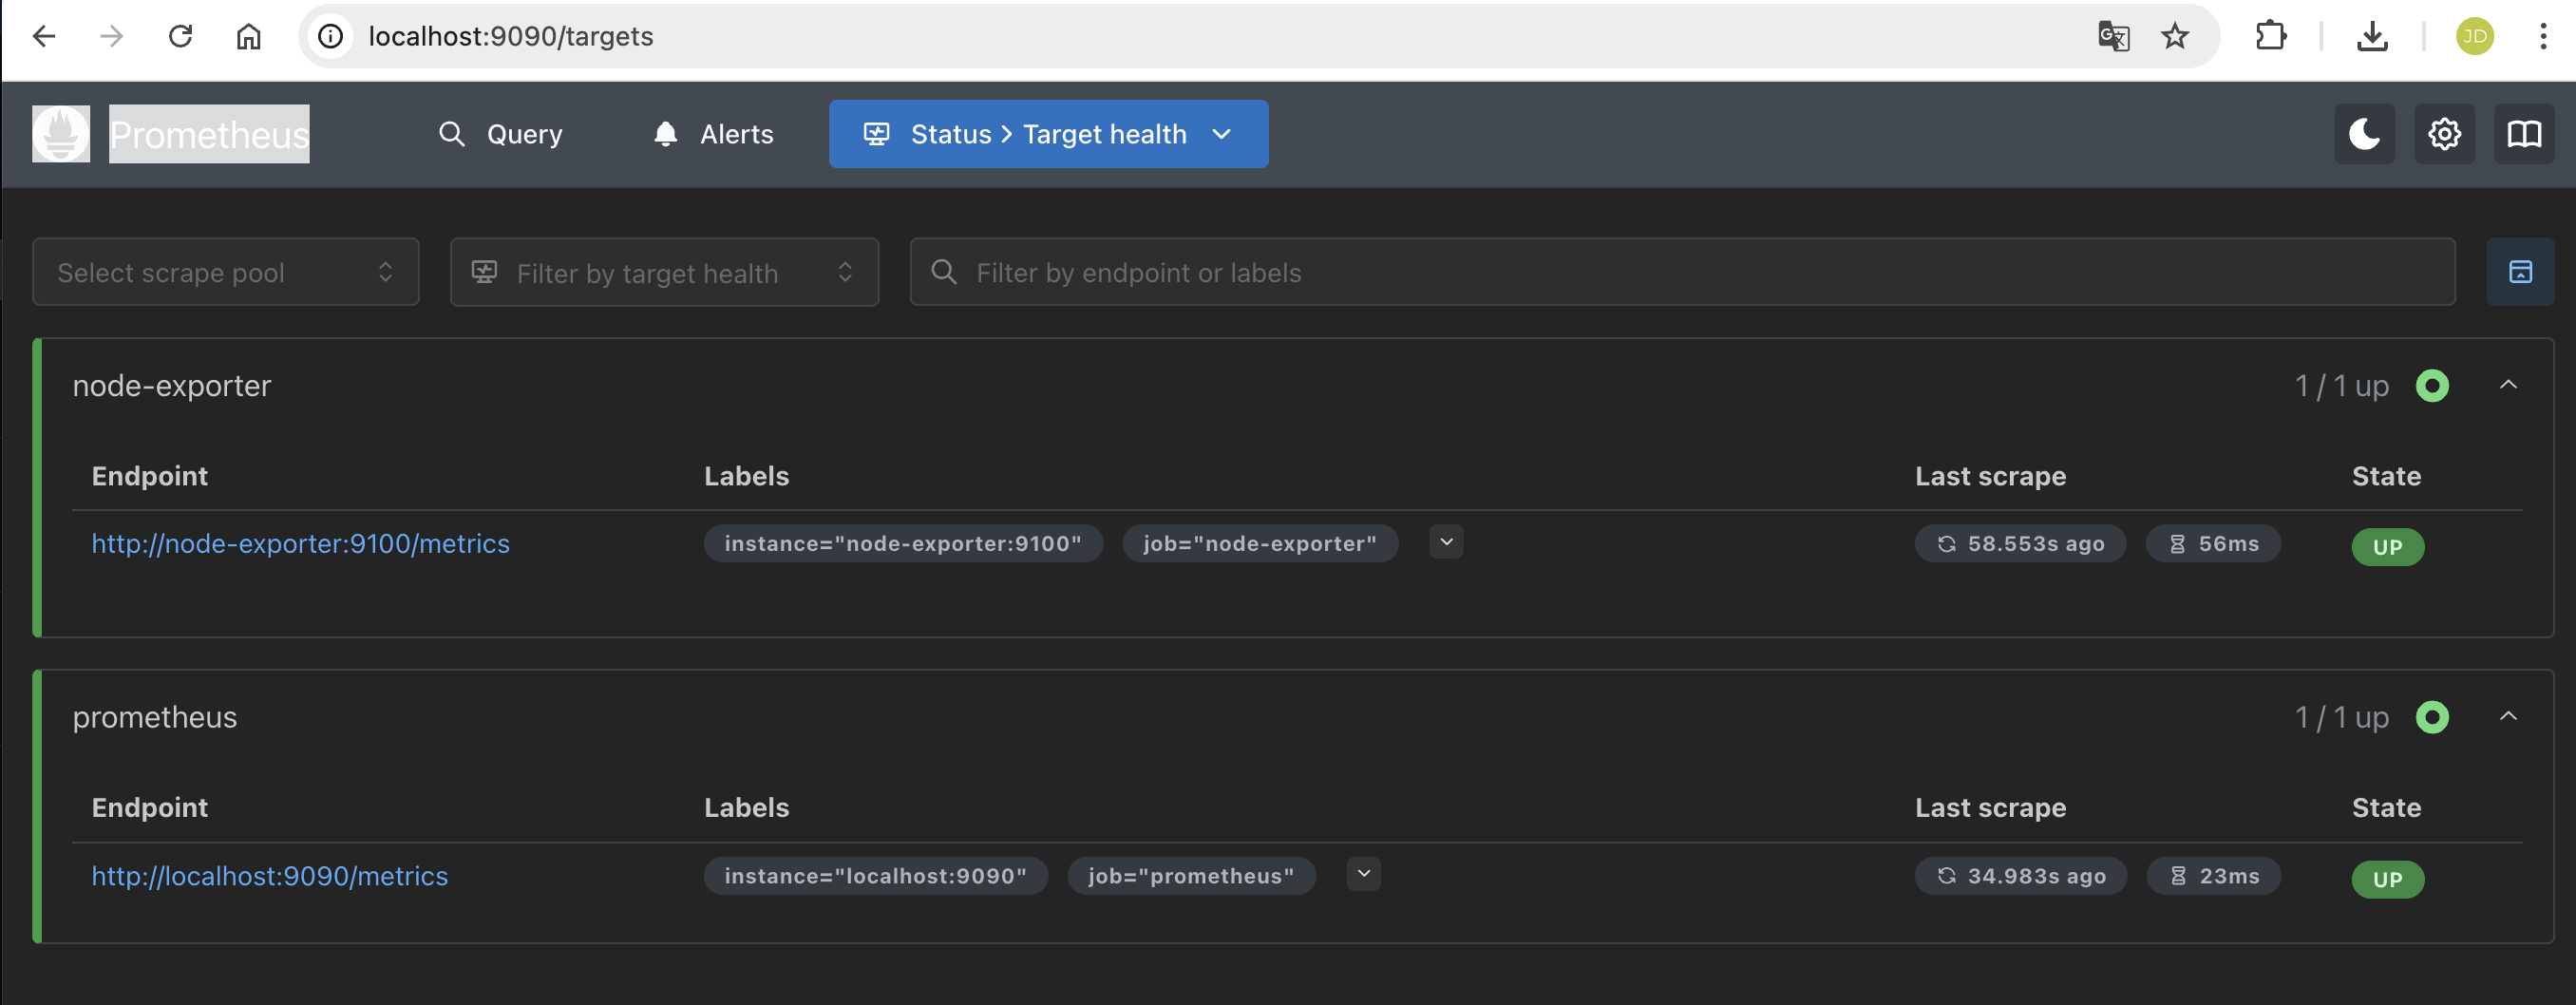 localhost:9090/targets
JD
Prometheus
Query
Alerts
Status > Target health
Select scrape pool
Filter by target health
Filter by endpoint or labels
node-exporter
1 / 1 up
Endpoint Labels Last scrape State
http://node-exporter:9100/metrics instance="node-exporter:9100" job="node-exporter" 58.553s ago 56ms UP
prometheus
1 / 1 up
Endpoint Labels Last scrape State
http://localhost:9090/metrics instance="localhost:9090" job="prometheus" 34.983s ago 23ms UP